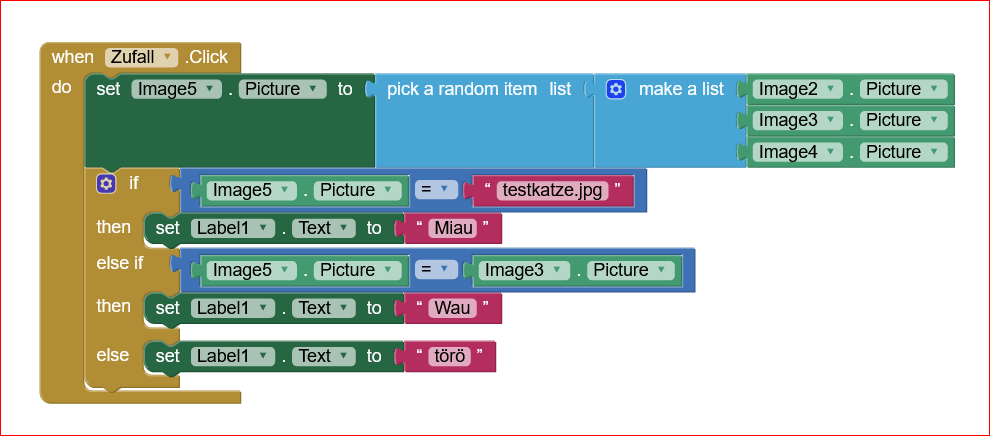 when Zufall .Click
do set Image5 . Picture to pick a random item list make a list Image2 . Picture
Image3 . Picture
Image4 . Picture
if Image5 . Picture = “ testkatze.jpg ”
then set Label1 . Text to “ Miau ”
else if Image5 . Picture = Image3 . Picture
then set Label1 . Text to “ Wau ”
else set Label1 . Text to “ törö ”